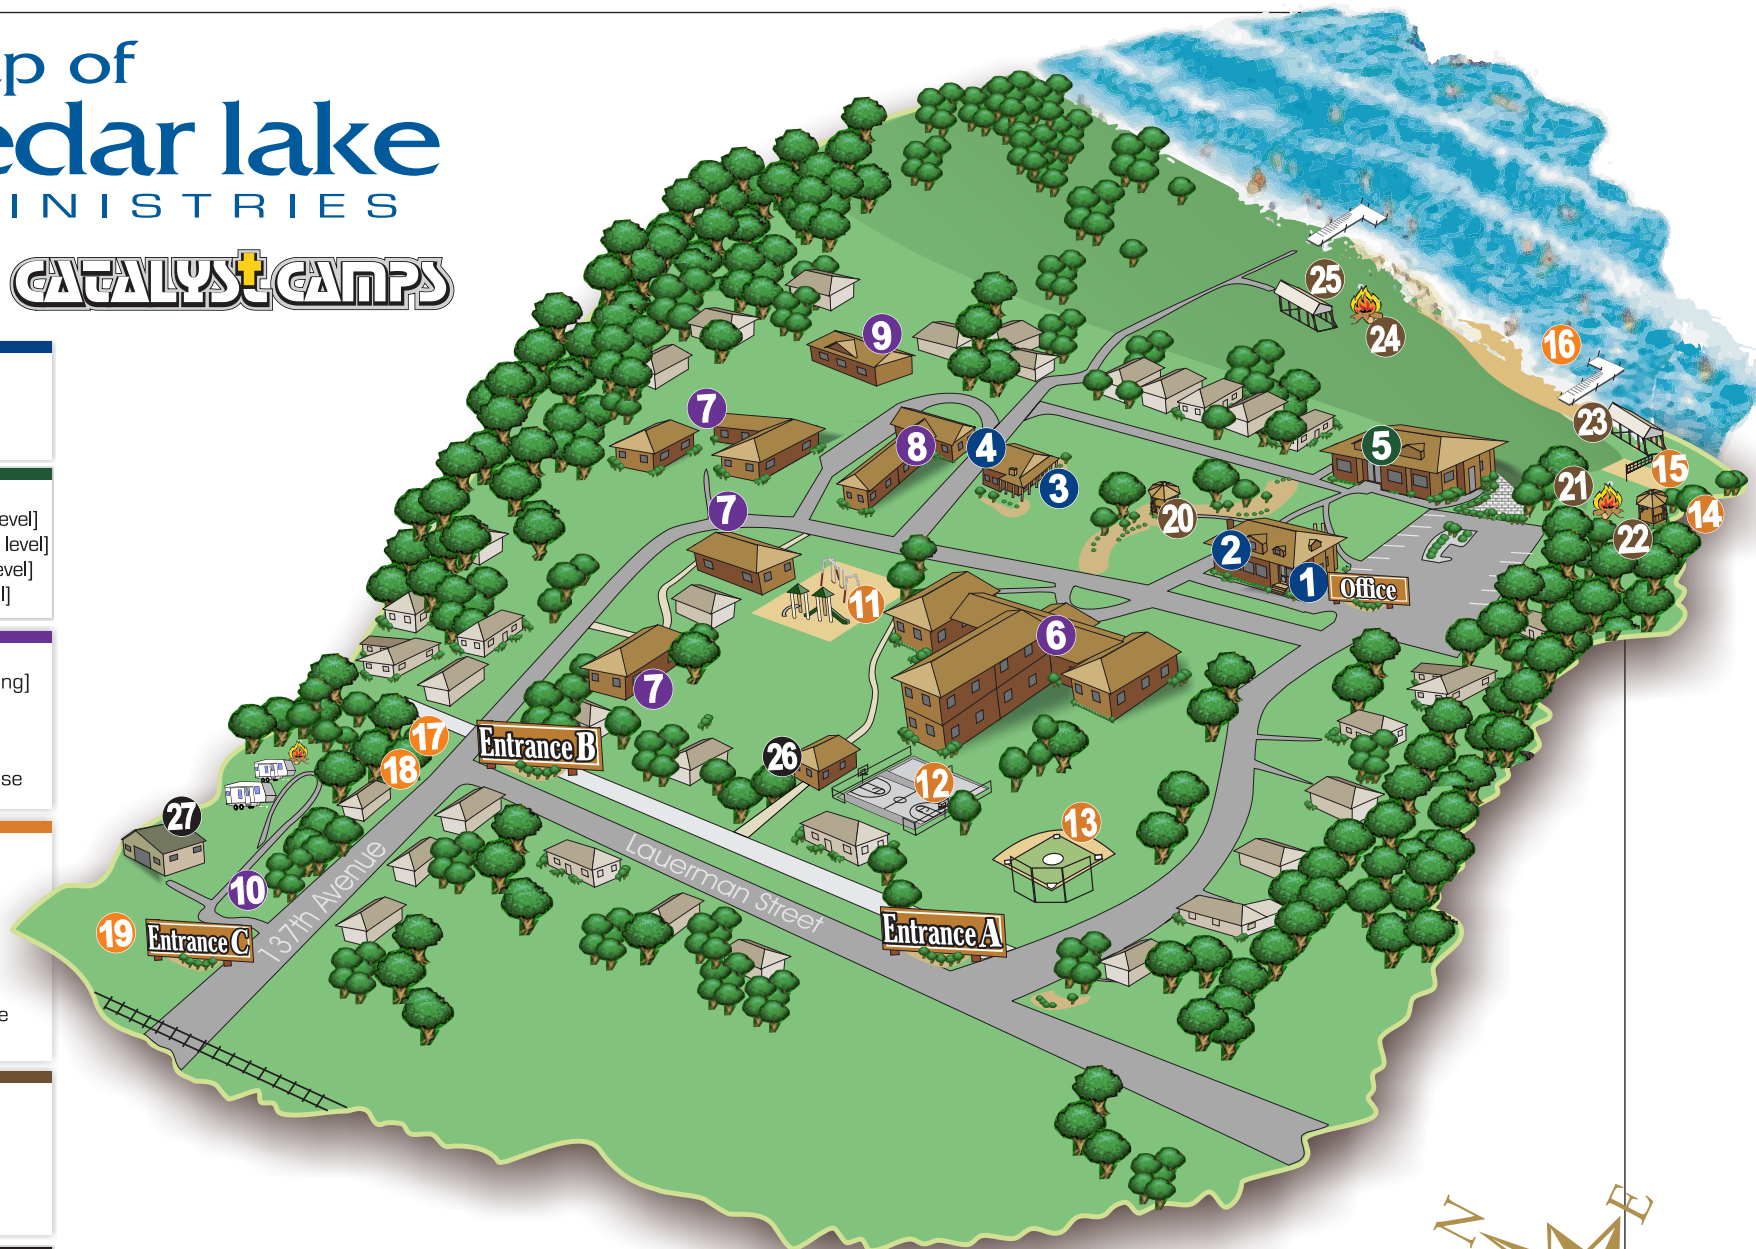 ap of
edar lake
INISTRIES
CATALYST CAMPS
evel]
level]
evel]
l]
ng]
se
e
25
24
16
9
23
7
8
4
5
15
3
21
14
7
20
22
2
1
Office
11
6
7
17
Entrance B
26
18
12
27
13
137th Avenue
Lauerman Street
10
19
Entrance C
Entrance A
N
E